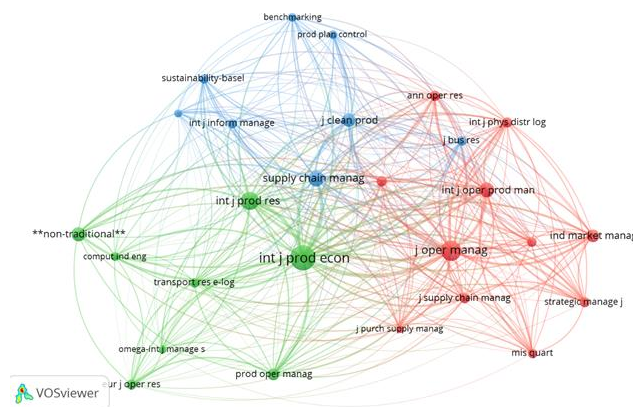 benchmarking
prod plan control
sustainability-basel
ann oper res
int j inform manage
j clean prod
int j phys distr log
j bus res
supply chain manag
int j oper prod man
int j prod res
**non-traditional**
ind market manag
comput ind eng
int j prod econ
j oper manag
transport res e-log
j supply chain manag
strategic manage j
j purch supply manag
omega-int j manage s
mis quart
prod oper manag
eur j oper res
VOSviewer